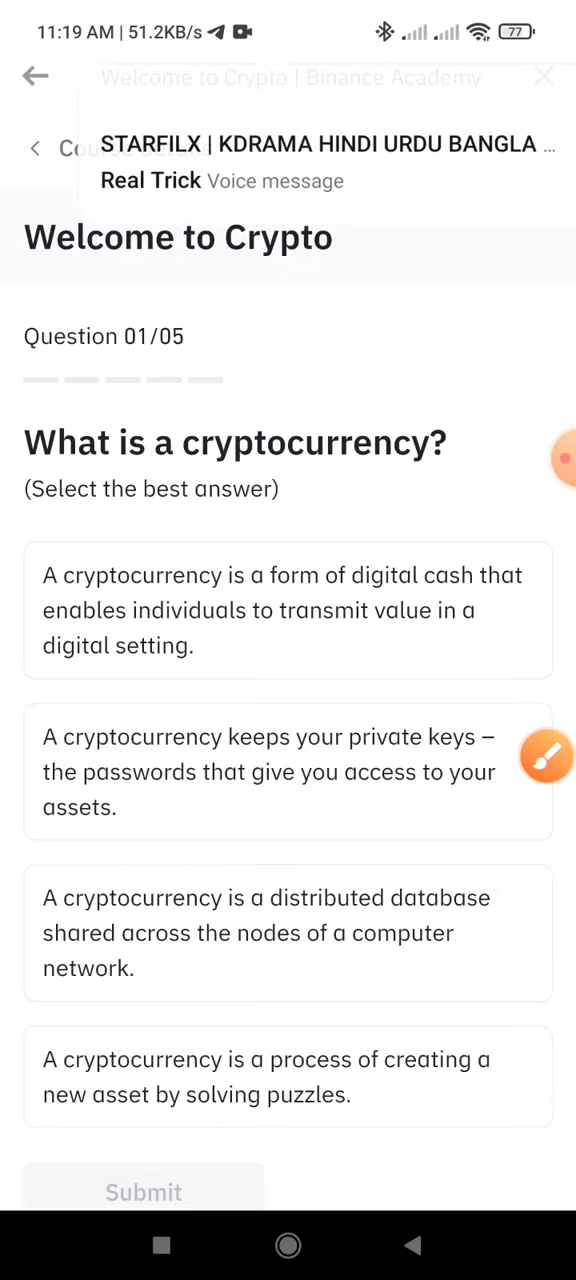 11:19 AM | 51.2KB/s
77
Welcome to Crypto | Binance Academy
STARFILX | KDRAMA HINDI URDU BANGLA ...
Real Trick Voice message
Welcome to Crypto
Question 01/05
What is a cryptocurrency?
(Select the best answer)
A cryptocurrency is a form of digital cash that
enables individuals to transmit value in a
digital setting.
A cryptocurrency keeps your private keys –
the passwords that give you access to your
assets.
A cryptocurrency is a distributed database
shared across the nodes of a computer
network.
A cryptocurrency is a process of creating a
new asset by solving puzzles.
Submit